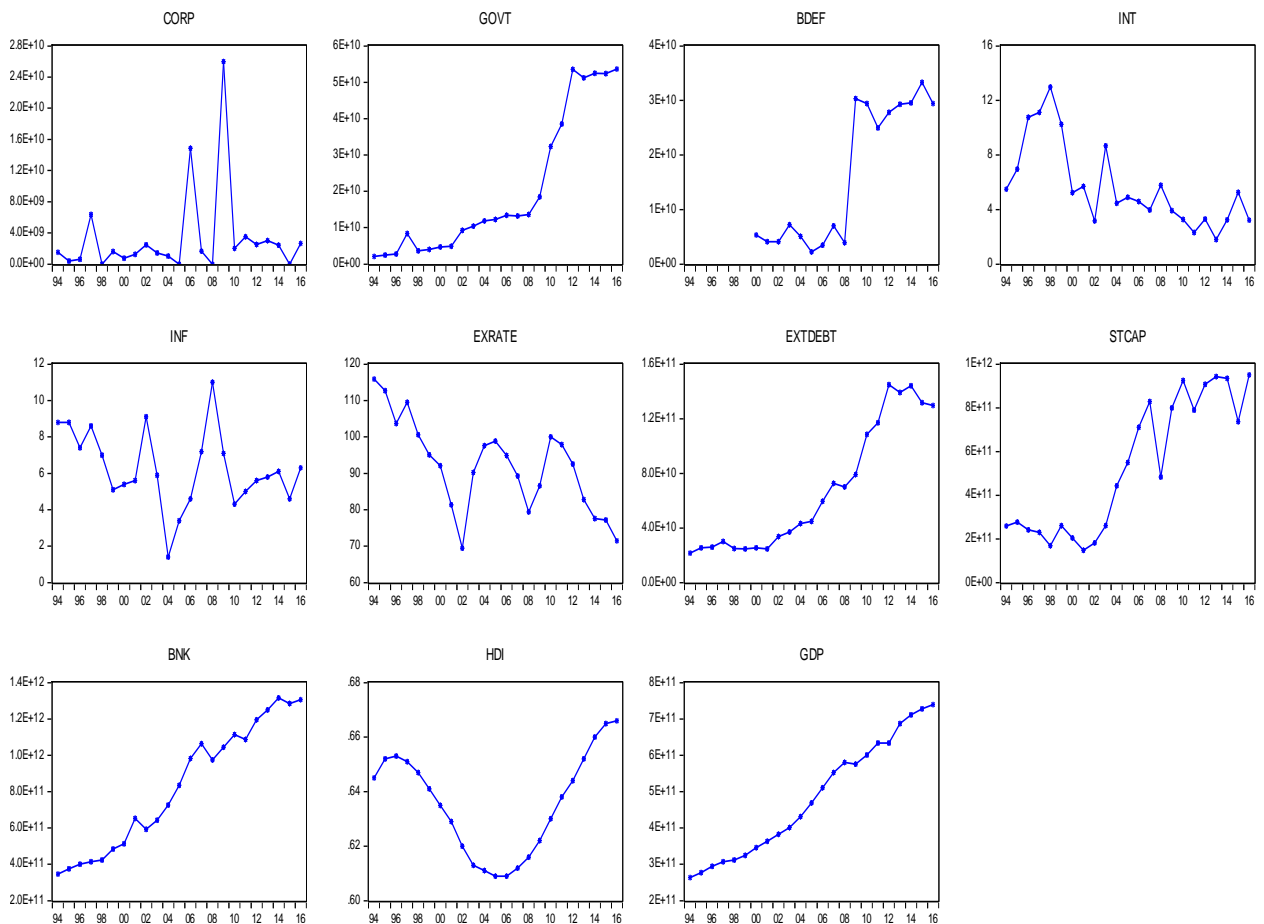 CORP
2.8E+10
2.4E+10
2.0E+10
1.6E+10
1.2E+10
8.0E+09
4.0E+09
0.0E+00
94 96 98 00 02 04 06 08 10 12 14 16
GOVT
6E+10
5E+10
4E+10
3E+10
2E+10
1E+10
0E+00
94 96 98 00 02 04 06 08 10 12 14 16
BDEF
4E+10
3E+10
2E+10
1E+10
0E+00
94 96 98 00 02 04 06 08 10 12 14 16
INT
16
12
8
4
0
94 96 98 00 02 04 06 08 10 12 14 16
INF
12
10
8
6
4
2
0
94 96 98 00 02 04 06 08 10 12 14 16
EXRATE
120
110
100
90
80
70
60
94 96 98 00 02 04 06 08 10 12 14 16
EXTDEBT
1.6E+11
1.2E+11
8.0E+10
4.0E+10
0.0E+00
94 96 98 00 02 04 06 08 10 12 14 16
STCAP
1E+12
8E+11
6E+11
4E+11
2E+11
0E+00
94 96 98 00 02 04 06 08 10 12 14 16
BNK
1.4E+12
1.2E+12
1.0E+12
8.0E+11
6.0E+11
4.0E+11
2.0E+11
94 96 98 00 02 04 06 08 10 12 14 16
HDI
.68
.66
.64
.62
.60
94 96 98 00 02 04 06 08 10 12 14 16
GDP
8E+11
7E+11
6E+11
5E+11
4E+11
3E+11
2E+11
94 96 98 00 02 04 06 08 10 12 14 16